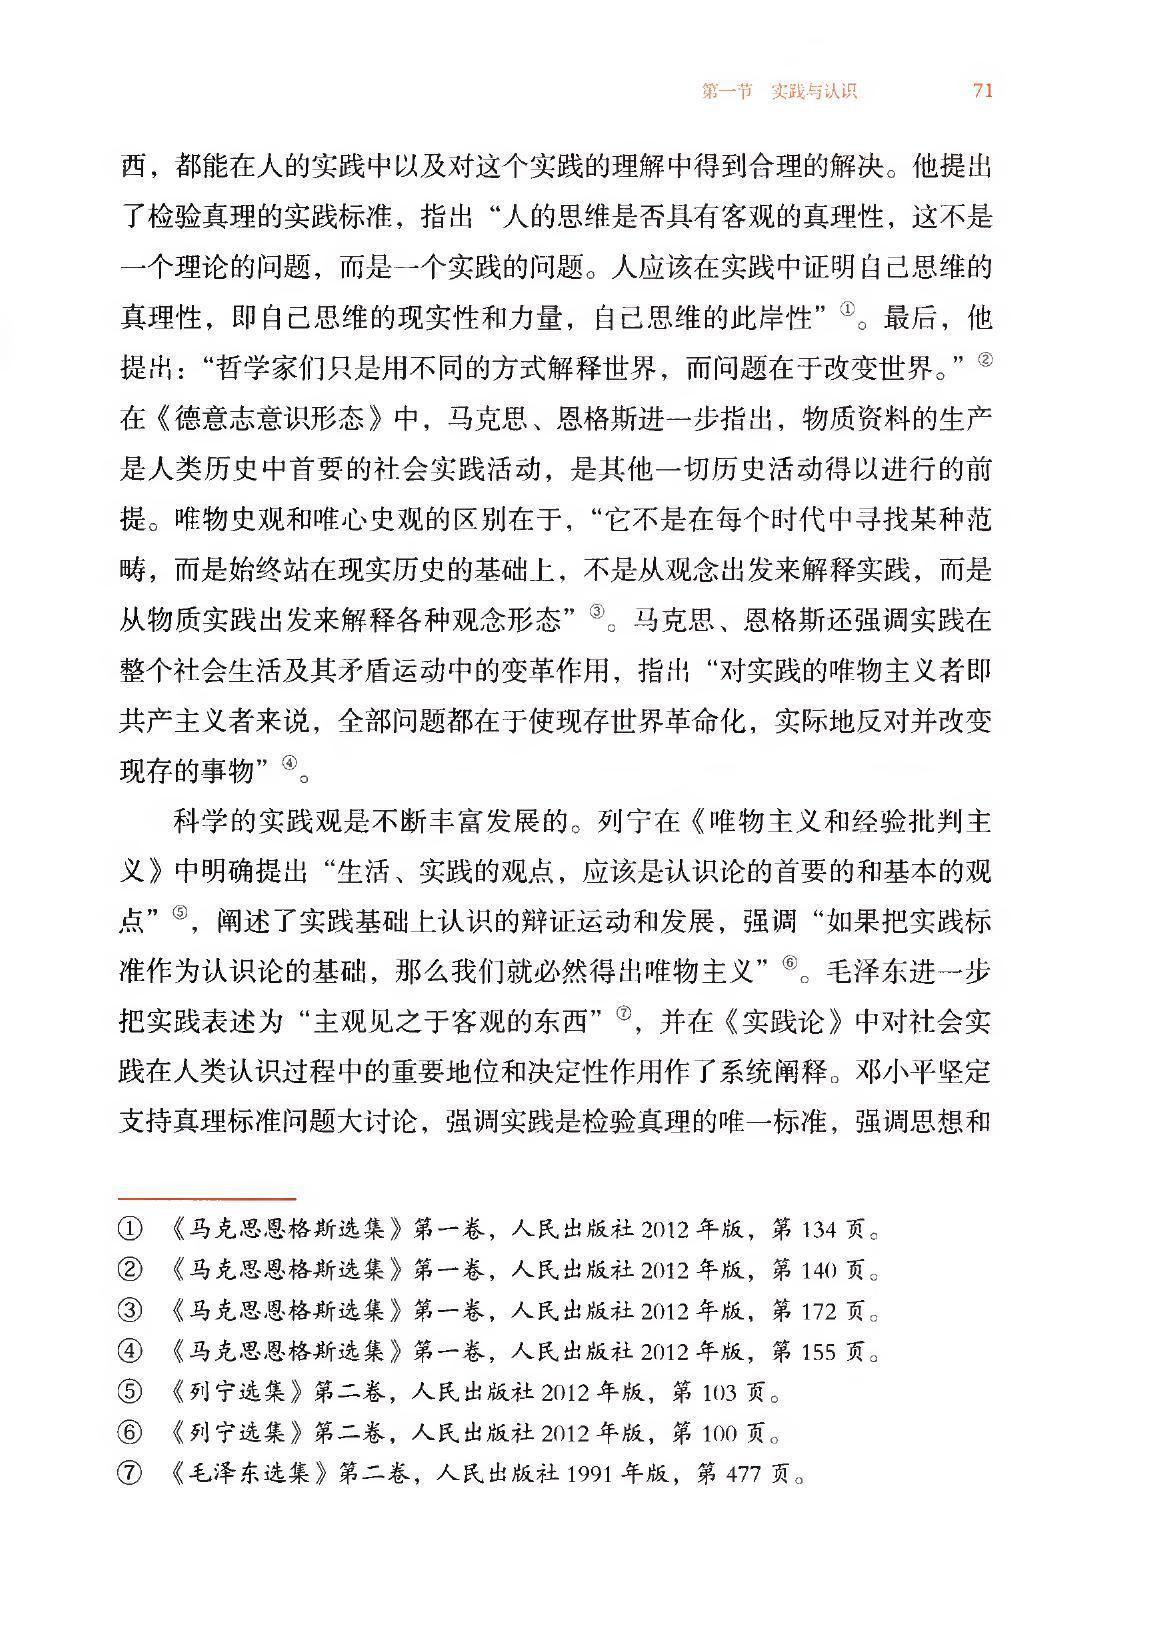 第一节 实践与认识 71
西，都能在人的实践中以及对这个实践的理解中得到合理的解决。他提出
了检验真理的实践标准，指出“人的思维是否具有客观的真理性，这不是
一个理论的问题，而是一个实践的问题。人应该在实践中证明自己思维的
真理性，即自己思维的现实性和力量，自己思维的此岸性”①。最后，他
提出：“哲学家们只是用不同的方式解释世界，而问题在于改变世界。”②
在《德意志意识形态》中，马克思、恩格斯进一步指出，物质资料的生产
是人类历史中首要的社会实践活动，是其他一切历史活动得以进行的前
提。唯物史观和唯心史观的区别在于，“它不是在每个时代中寻找某种范
畴，而是始终站在现实历史的基础上，不是从观念出发来解释实践，而是
从物质实践出发来解释各种观念形态”③。马克思、恩格斯还强调实践在
整个社会生活及其矛盾运动中的变革作用，指出“对实践的唯物主义者即
共产主义者来说，全部问题都在于使现存世界革命化，实际地反对并改变
现存的事物”④。
科学的实践观是不断丰富发展的。列宁在《唯物主义和经验批判主
义》中明确提出“生活、实践的观点，应该是认识论的首要的和基本的观
点”⑤，阐述了实践基础上认识的辩证运动和发展，强调“如果把实践标
准作为认识论的基础，那么我们就必然得出唯物主义”⑥。毛泽东进一步
把实践表述为“主观见之于客观的东西”⑦，并在《实践论》中对社会实
践在人类认识过程中的重要地位和决定性作用作了系统阐释。邓小平坚定
支持真理标准问题大讨论，强调实践是检验真理的唯一标准，强调思想和
① 《马克思恩格斯选集》第一卷，人民出版社 2012 年版，第 134 页。
② 《马克思恩格斯选集》第一卷，人民出版社 2012 年版，第 140 页。
③ 《马克思恩格斯选集》第一卷，人民出版社 2012 年版，第 172 页。
④ 《马克思恩格斯选集》第一卷，人民出版社 2012 年版，第 155 页。
⑤ 《列宁选集》第二卷，人民出版社 2012 年版，第 103 页。
⑥ 《列宁选集》第二卷，人民出版社 2012 年版，第 100 页。
⑦ 《毛泽东选集》第二卷，人民出版社 1991 年版，第 477 页。